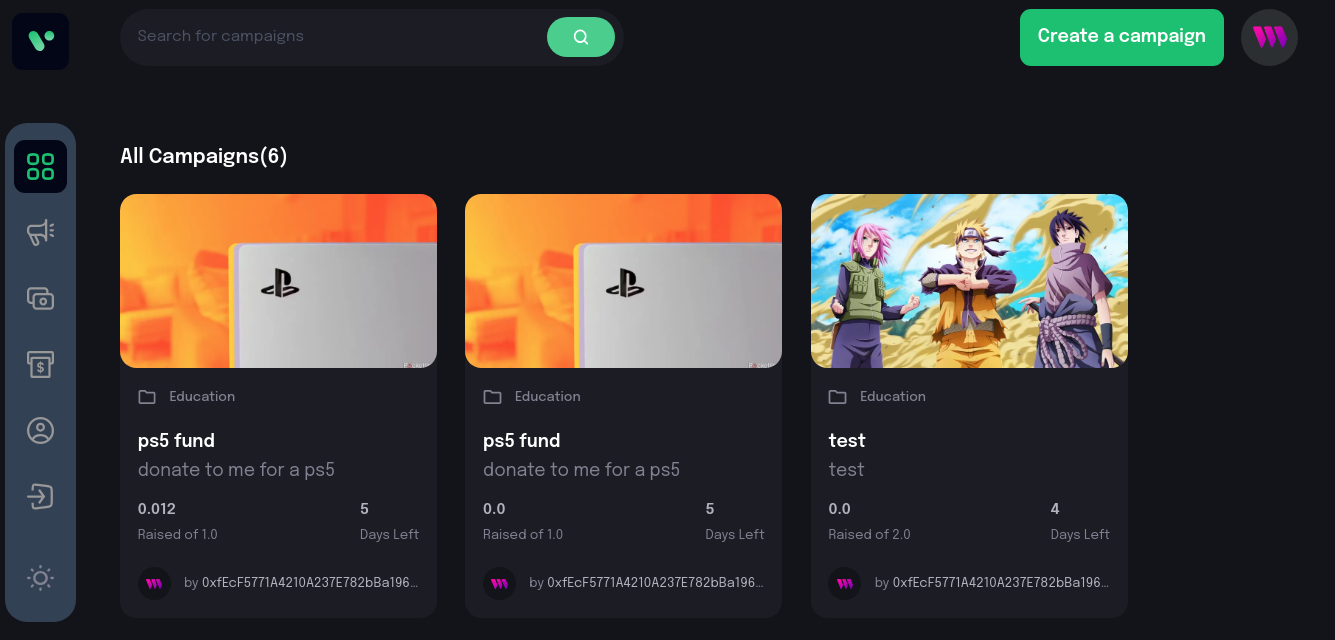 Search for campaigns
Create a campaign
All Campaigns(6)
Education
ps5 fund
donate to me for a ps5
0.012
5
Raised of 1.0
Days Left
by 0xfEcF5771A4210A237E782bBa196...
Education
ps5 fund
donate to me for a ps5
0.0
5
Raised of 1.0
Days Left
by 0xfEcF5771A4210A237E782bBa196...
Education
test
test
0.0
4
Raised of 2.0
Days Left
by 0xfEcF5771A4210A237E782bBa196...